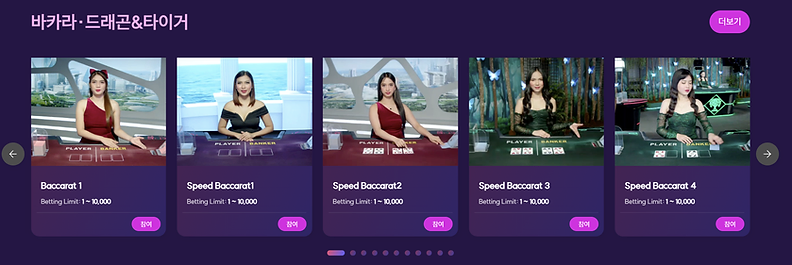 바카라·드래곤&타이거
더보기
PLAYER BANKER
PLAYER BANKER
PLAYER BANKER
PLAYER BANKER
PLAYER BANKER
Baccarat 1
Speed Baccarat1
Speed Baccarat2
Speed Baccarat 3
Speed Baccarat 4
Betting Limit: 1 ~ 10,000
Betting Limit: 1 ~ 10,000
Betting Limit: 1 ~ 10,000
Betting Limit: 1 ~ 10,000
Betting Limit: 1 ~ 10,000
참여
참여
참여
참여
참여